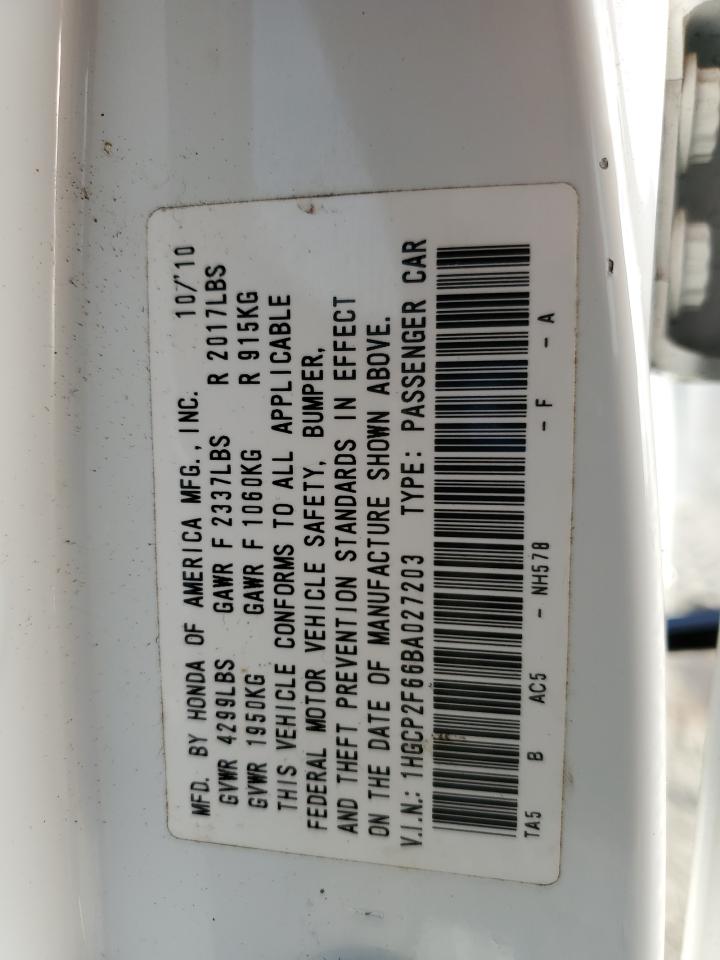 MFD. BY HONDA OF AMERICA MFG., INC. 10/'10
GVWR 4299LBS GAWR F 2337LBS R 2017LBS
GVWR 1950KG GAWR F 1060KG R 915KG
THIS VEHICLE CONFORMS TO ALL APPLICABLE
FEDERAL MOTOR VEHICLE SAFETY, BUMPER,
AND THEFT PREVENTION STANDARDS IN EFFECT
ON THE DATE OF MANUFACTURE SHOWN ABOVE.
V.I.N.: 1HGCP2F66BA027203 TYPE: PASSENGER CAR
TA5 B AC5 - NH578 - F - A